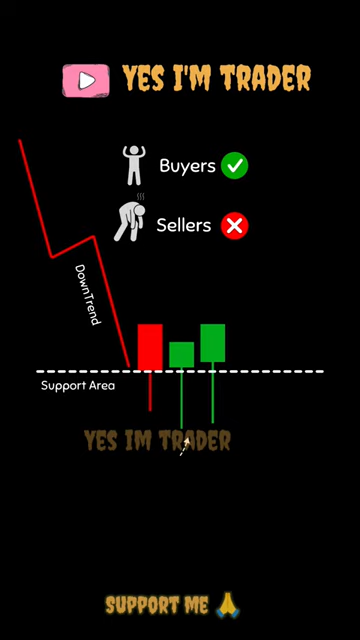 YES I'M TRADER
Buyers
Sellers
DownTrend
Support Area
YES IM TRADER
SUPPORT ME